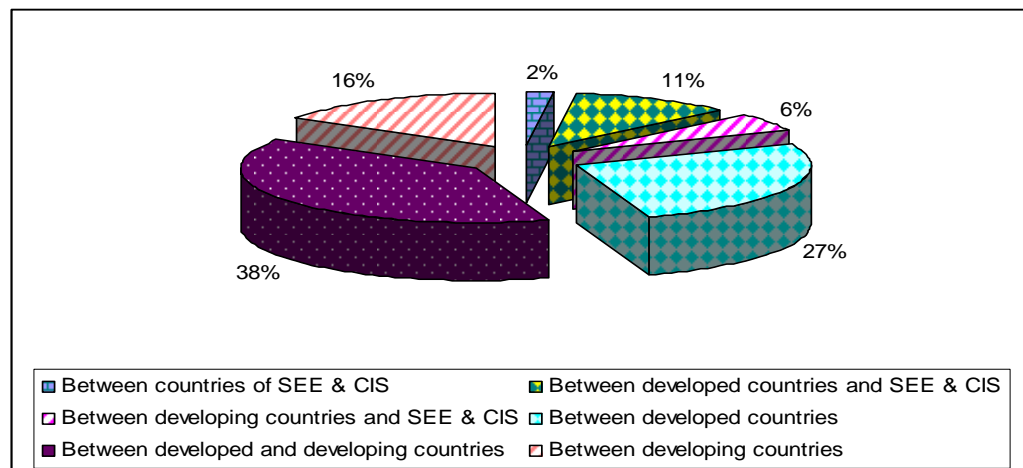 2%
16%
11%
6%
27%
38%
Between countries of SEE & CIS
Between developed countries and SEE & CIS
Between developing countries and SEE & CIS
Between developed countries
Between developed and developing countries
Between developing countries